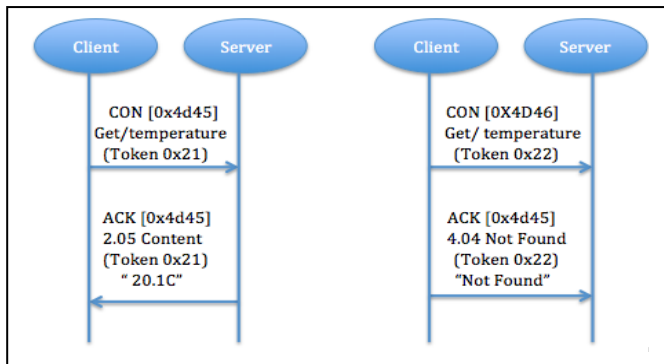 Client
Server
CON [0x4d45]
Get/temperature
(Token 0x21)
ACK [0x4d45]
2.05 Content
(Token 0x21)
“ 20.1C”
Client
Server
CON [0X4D46]
Get/ temperature
(Token 0x22)
ACK [0x4d45]
4.04 Not Found
(Token 0x22)
“Not Found”